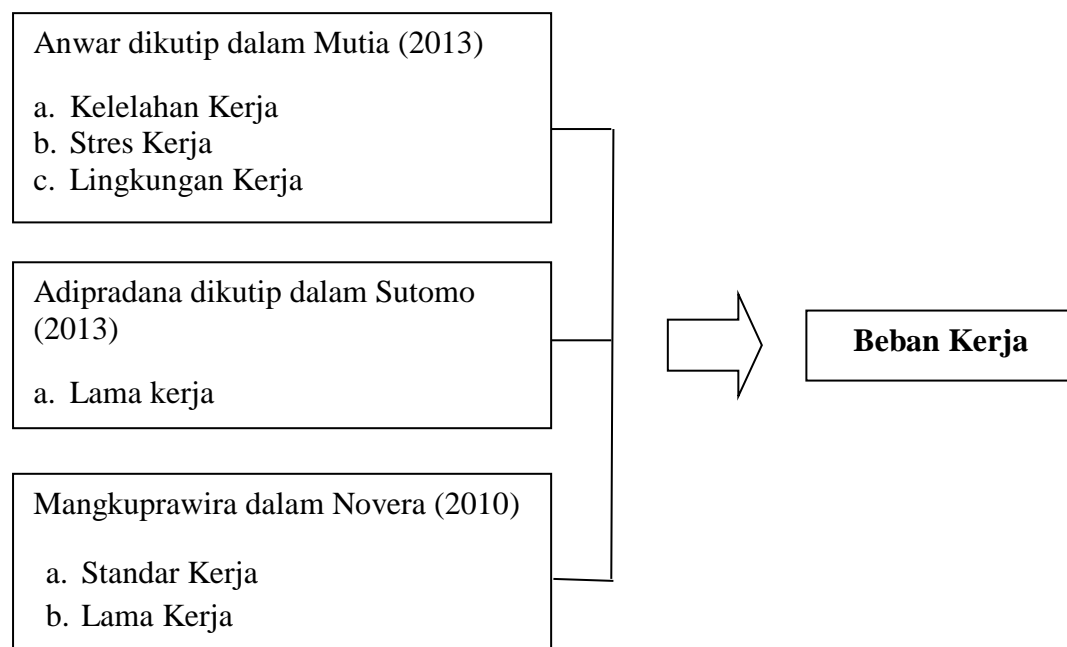 Anwar dikutip dalam Mutia (2013)
a. Kelelahan Kerja
b. Stres Kerja
c. Lingkungan Kerja
Adipradana dikutip dalam Sutomo
(2013)
a. Lama kerja
Mangkuprawira dalam Novera (2010)
a. Standar Kerja
b. Lama Kerja
Beban Kerja